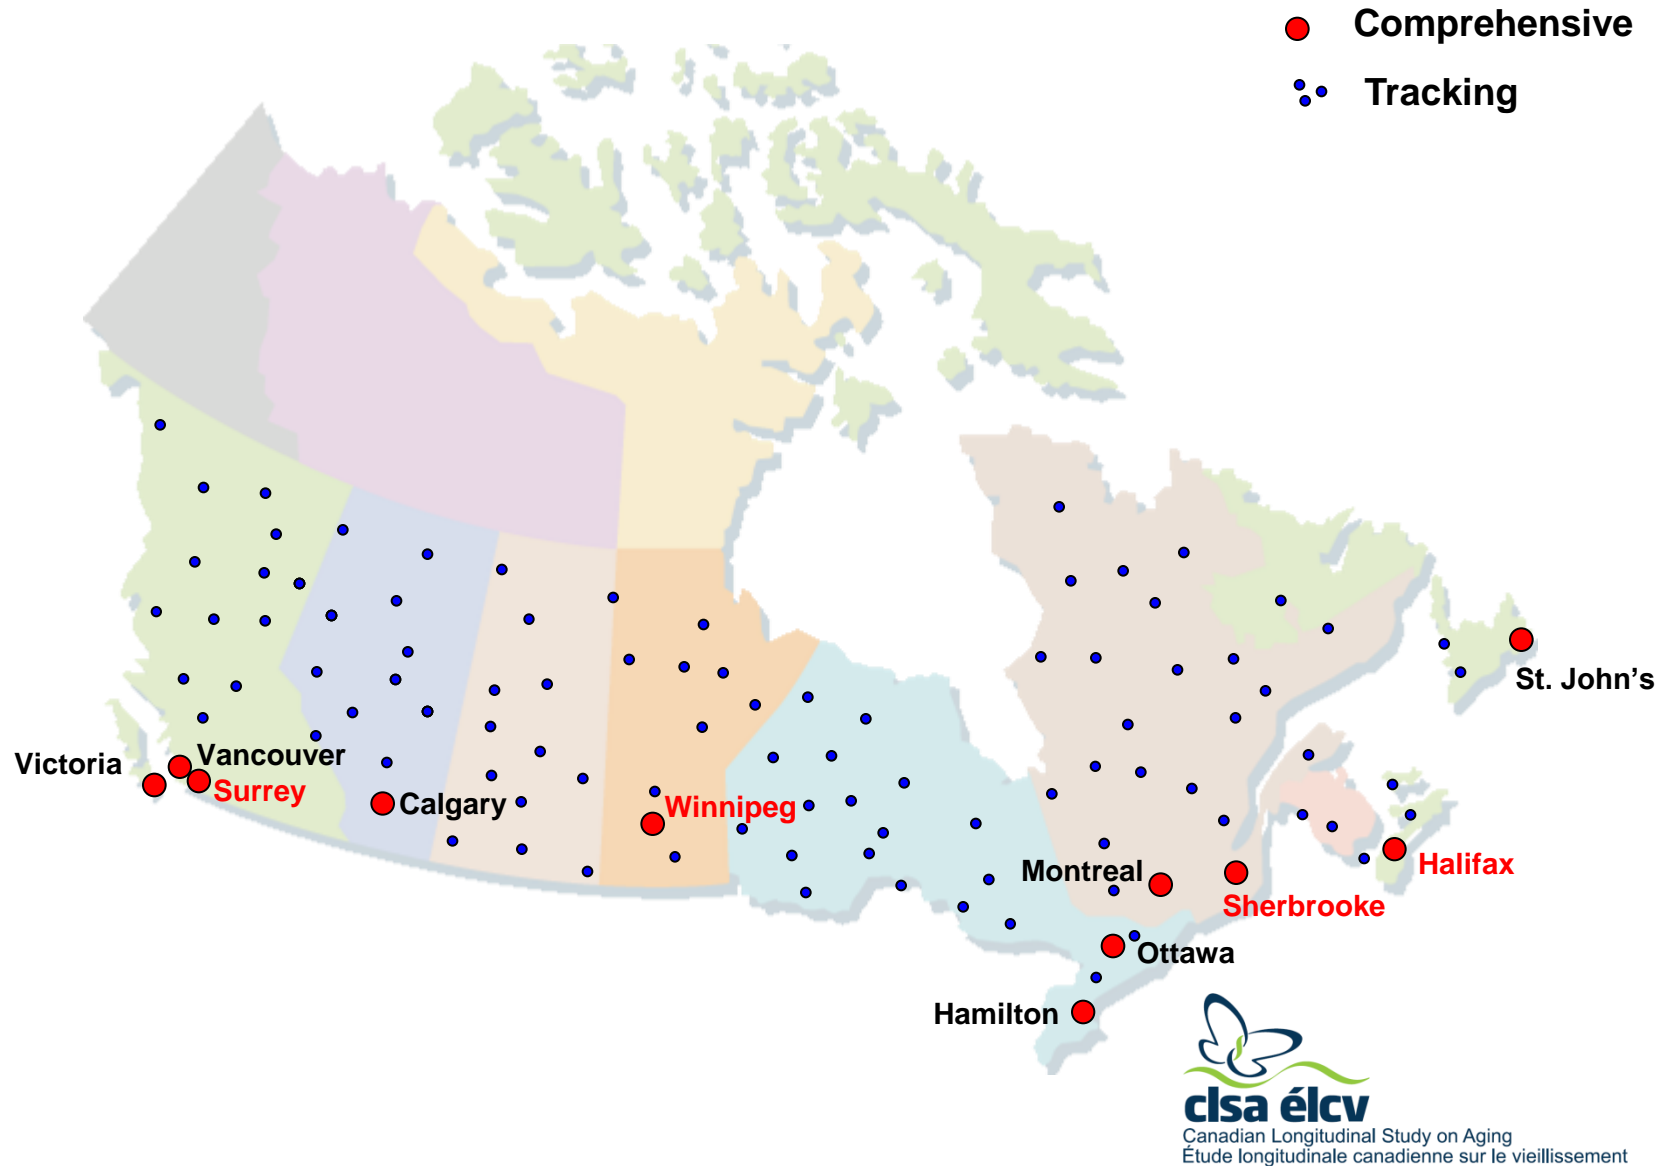 Comprehensive
Tracking
St. John’s
Victoria
Vancouver
Surrey
Calgary
Winnipeg
Montreal
Halifax
Sherbrooke
Ottawa
Hamilton
clsa élcv
Canadian Longitudinal Study on Aging
Étude longitudinale canadienne sur le vieillissement